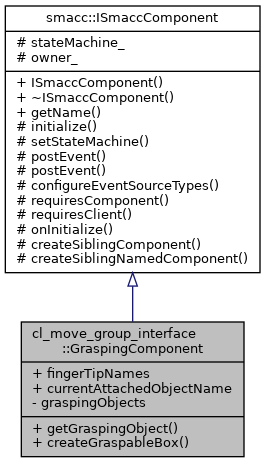 smacc::ISmaccComponent
# stateMachine_
# owner_
+ ISmaccComponent()
+ ~ISmaccComponent()
+ getName()
# initialize()
# setStateMachine()
# postEvent()
# postEvent()
# configureEventSourceTypes()
# requiresComponent()
# requiresClient()
# onInitialize()
# createSiblingComponent()
# createSiblingNamedComponent()
cl_move_group_interface
::GraspingComponent
+ fingerTipNames
+ currentAttachedObjectName
- graspingObjects
+ getGraspingObject()
+ createGraspableBox()